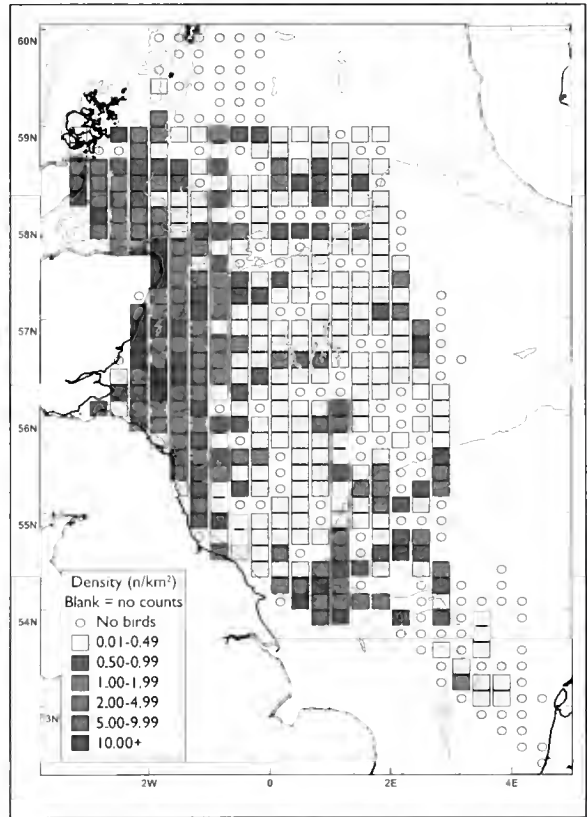 60N
59N
58N
57N
56N
55N
54N
3N
Density (n/km²)
Blank = no counts
No birds
0.01-0.49
0.50-0.99
1.00-1.99
2.00-4.99
5.00-9.99
10.00+
2W
0
2E
4E